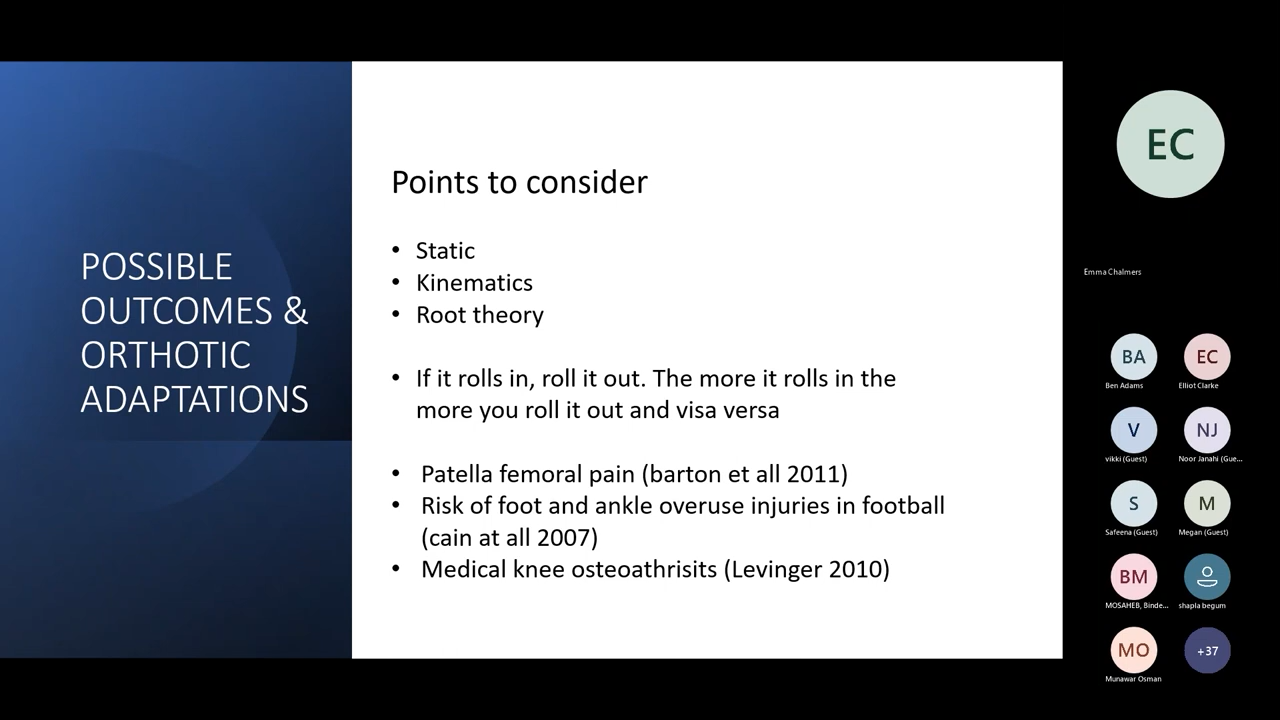 POSSIBLE
OUTCOMES &
ORTHOTIC
ADAPTATIONS
Points to consider
• Static
• Kinematics
• Root theory
• If it rolls in, roll it out. The more it rolls in the
more you roll it out and visa versa
• Patella femoral pain (barton et all 2011)
• Risk of foot and ankle overuse injuries in football
(cain at all 2007)
• Medical knee osteoathrisits (Levinger 2010)
EC
Emma Chalmers
BA EC
Ben Adams Elliot Clarke
V NJ
vikki (Guest) Noor Janahi (Gue...
S M
Safeena (Guest) Megan (Guest)
BM
MOSAHEB, Binde... shapla begum
MO +37
Munawar Osman